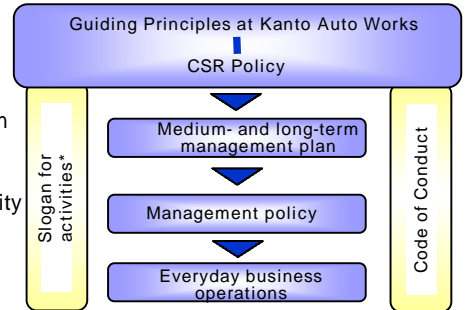 Guiding Principles at Kanto Auto Works
CSR Policy
n
ity
Slogan for
activities*
Medium- and long-term
management plan
Management policy
Everyday business
operations
Code of Conduct